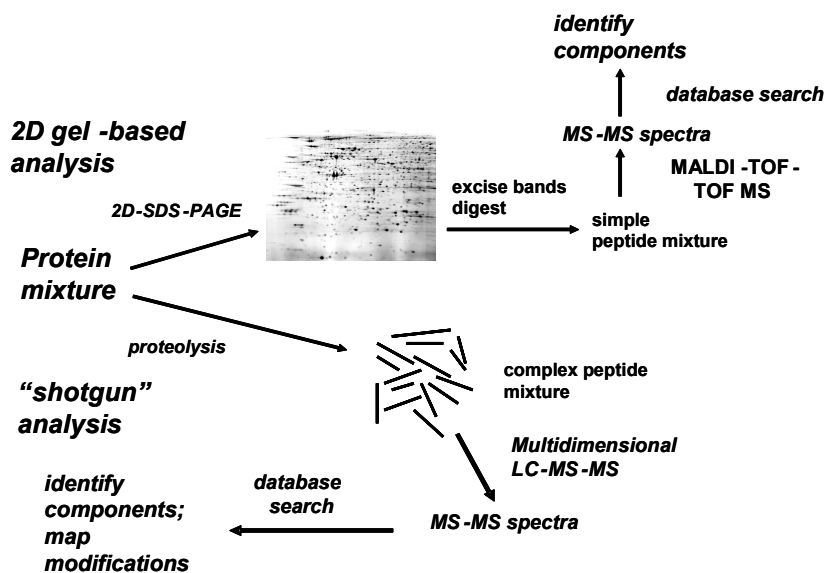 2D gel -based
analysis
2D-SDS-PAGE
Protein
mixture
excise bands
digest
simple
peptide mixture
MALDI -TOF -
TOF MS
MS-MS spectra
database search
identify
components
proteolysis
“shotgun”
analysis
complex peptide
mixture
Multidimensional
LC-MS-MS
MS-MS spectra
database
search
identify
components;
map
modifications